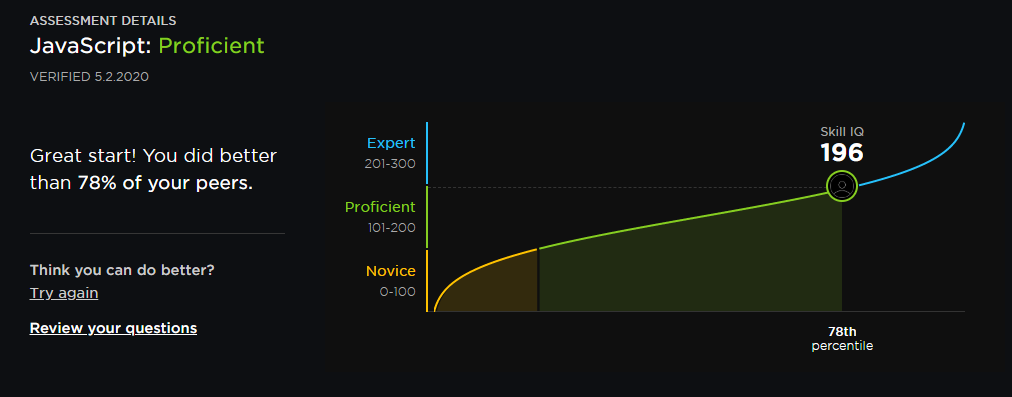 ASSESSMENT DETAILS
JavaScript: Proficient
VERIFIED 5.2.2020
Great start! You did better
than 78% of your peers.
Think you can do better?
Try again
Review your questions
Expert
201-300
Proficient
101-200
Novice
0-100
Skill IQ
196
78th
percentile